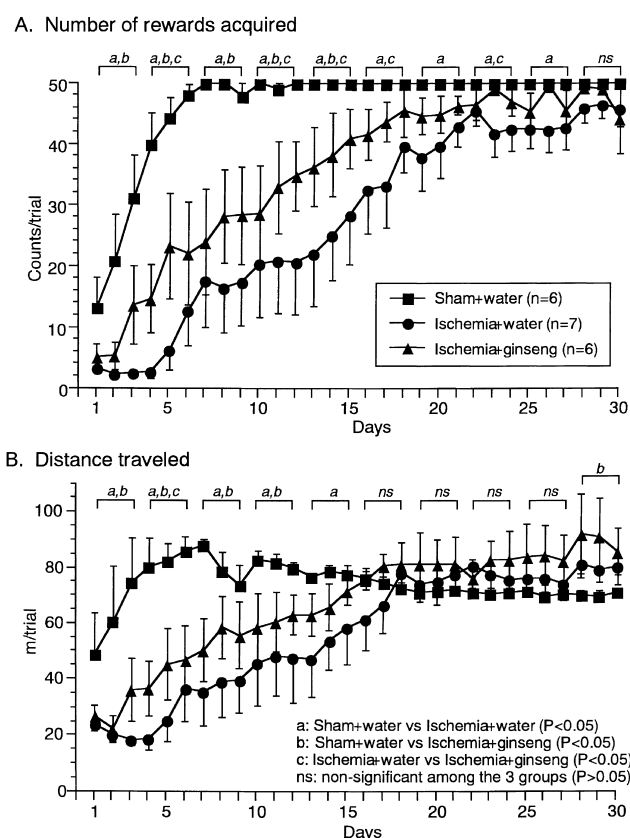 A. Number of rewards acquired
a,b a,b,c a,b a,b,c a,b,c a,c a a,c a ns
50
40
30
20
10
0
Counts/trial
Sham+water (n=6)
Ischemia+water (n=7)
Ischemia+ginseng (n=6)
1 5 10 15 20 25 30
Days
B. Distance traveled
b
a,b a,b,c a,b a,b a ns ns ns ns
100
80
60
40
20
0
m/trial
a: Sham+water vs Ischemia+water (P<0.05)
b: Sham+water vs Ischemia+ginseng (P<0.05)
c: Ischemia+water vs Ischemia+ginseng (P<0.05)
ns: non-significant among the 3 groups (P>0.05)
1 5 10 15 20 25 30
Days